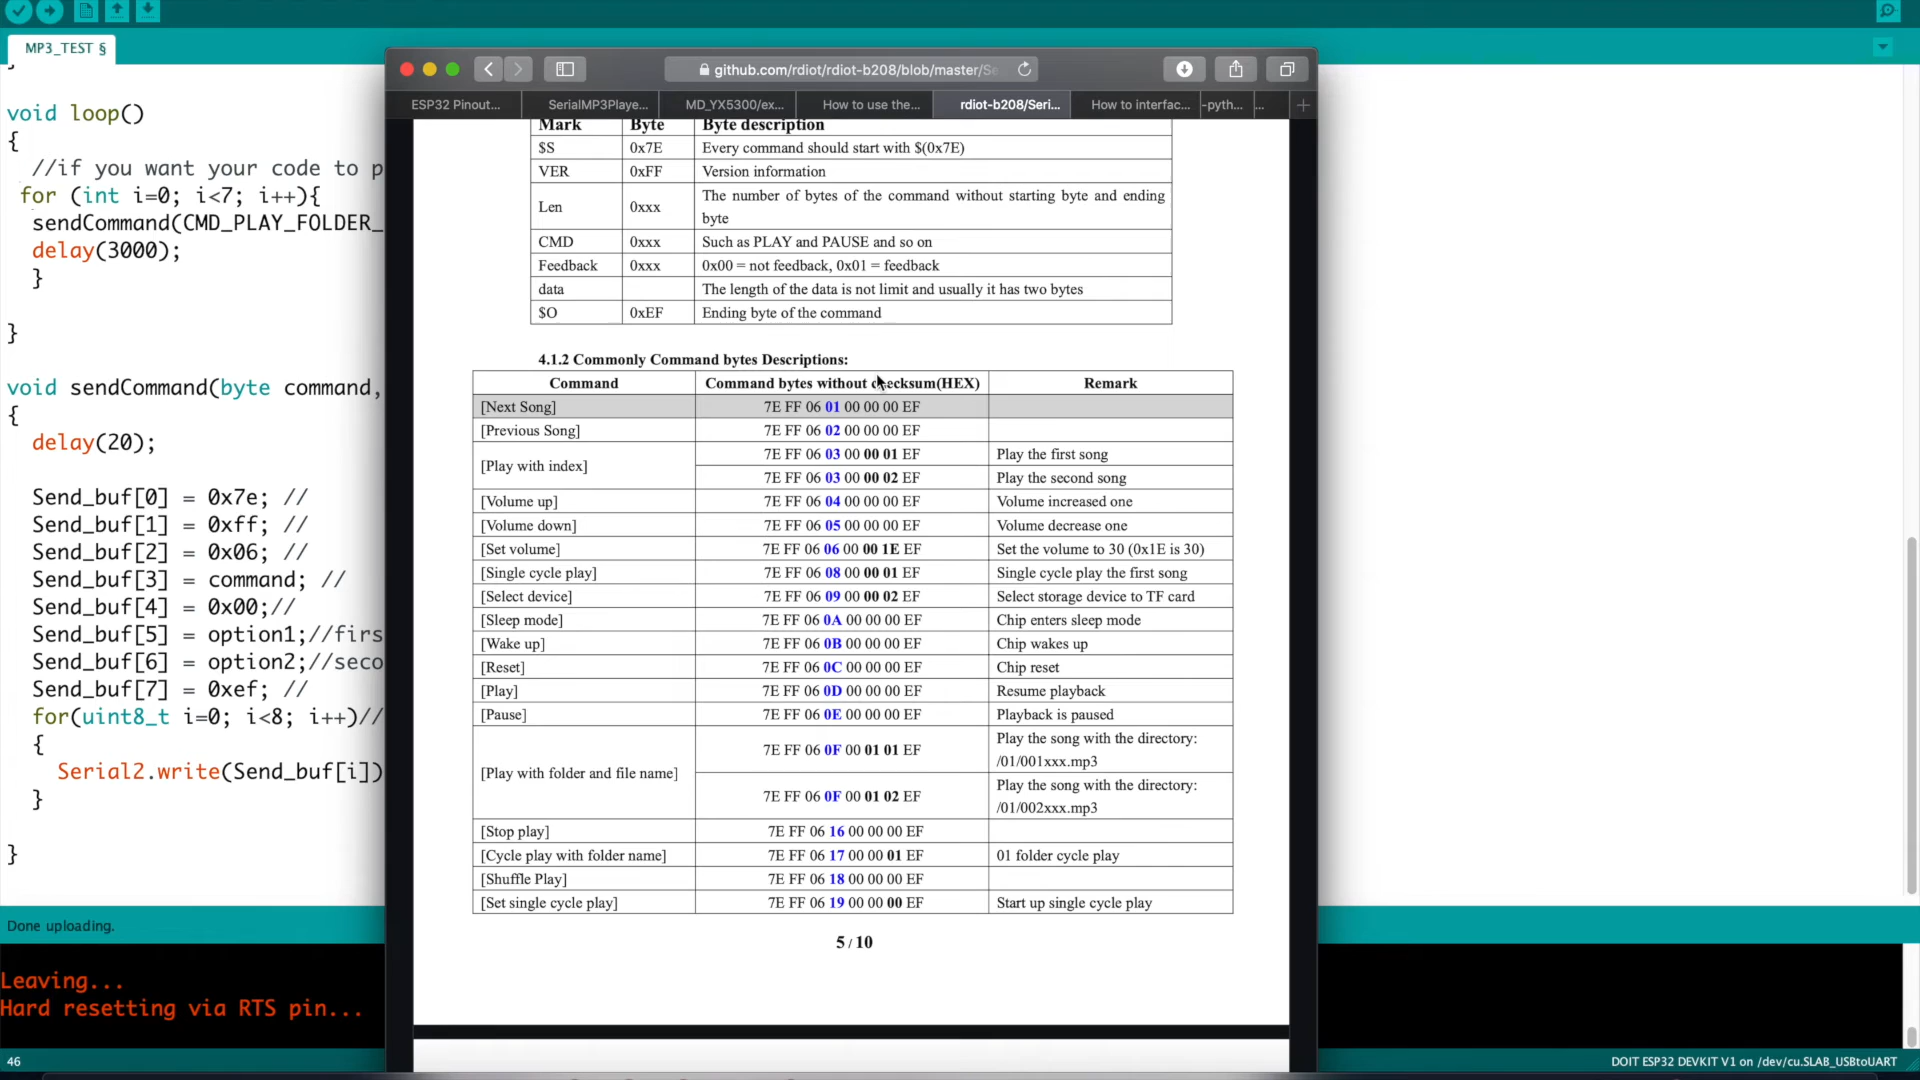 MP3_TEST §
}
void loop()
{
//if you want your code to p
for (int i=0; i<7; i++){
sendCommand(CMD_PLAY_FOLDER_
delay(3000);
}
}
void sendCommand(byte command,
{
delay(20);
Send_buf[0] = 0x7e; //
Send_buf[1] = 0xff; //
Send_buf[2] = 0x06; //
Send_buf[3] = command; //
Send_buf[4] = 0x00;//
Send_buf[5] = option1;//firs
Send_buf[6] = option2;//seco
Send_buf[7] = 0xef; //
for(uint8_t i=0; i<8; i++)//
{
Serial2.write(Send_buf[i])
}
}
Done uploading.
Leaving...
Hard resetting via RTS pin...
46
DOIT ESP32 DEVKIT V1 on /dev/cu.SLAB_USBtoUART
github.com/rdiot/rdiot-b208/blob/master/Se
ESP32 Pinout... SerialMP3Playe... MD_YX5300/ex... How to use the... rdiot-b208/Seri... How to interfac... -pyth... ...
Mark Byte Byte description
$S 0x7E Every command should start with $(0x7E)
VER 0xFF Version information
Len 0xxx The number of bytes of the command without starting byte and ending
byte
CMD 0xxx Such as PLAY and PAUSE and so on
Feedback 0xxx 0x00 = not feedback, 0x01 = feedback
data The length of the data is not limit and usually it has two bytes
$O 0xEF Ending byte of the command
4.1.2 Commonly Command bytes Descriptions:
Command Command bytes without checksum(HEX) Remark
[Next Song] 7E FF 06 01 00 00 00 EF
[Previous Song] 7E FF 06 02 00 00 00 EF
[Play with index] 7E FF 06 03 00 00 01 EF Play the first song
7E FF 06 03 00 00 02 EF Play the second song
[Volume up] 7E FF 06 04 00 00 00 EF Volume increased one
[Volume down] 7E FF 06 05 00 00 00 EF Volume decrease one
[Set volume] 7E FF 06 06 00 00 1E EF Set the volume to 30 (0x1E is 30)
[Single cycle play] 7E FF 06 08 00 00 01 EF Single cycle play the first song
[Select device] 7E FF 06 09 00 00 02 EF Select storage device to TF card
[Sleep mode] 7E FF 06 0A 00 00 00 EF Chip enters sleep mode
[Wake up] 7E FF 06 0B 00 00 00 EF Chip wakes up
[Reset] 7E FF 06 0C 00 00 00 EF Chip reset
[Play] 7E FF 06 0D 00 00 00 EF Resume playback
[Pause] 7E FF 06 0E 00 00 00 EF Playback is paused
[Play with folder and file name] 7E FF 06 0F 00 01 01 EF Play the song with the directory:
/01/001xxx.mp3
7E FF 06 0F 00 01 02 EF Play the song with the directory:
/01/002xxx.mp3
[Stop play] 7E FF 06 16 00 00 00 EF
[Cycle play with folder name] 7E FF 06 17 00 00 01 EF 01 folder cycle play
[Shuffle Play] 7E FF 06 18 00 00 00 EF
[Set single cycle play] 7E FF 06 19 00 00 00 EF Start up single cycle play
5 / 10